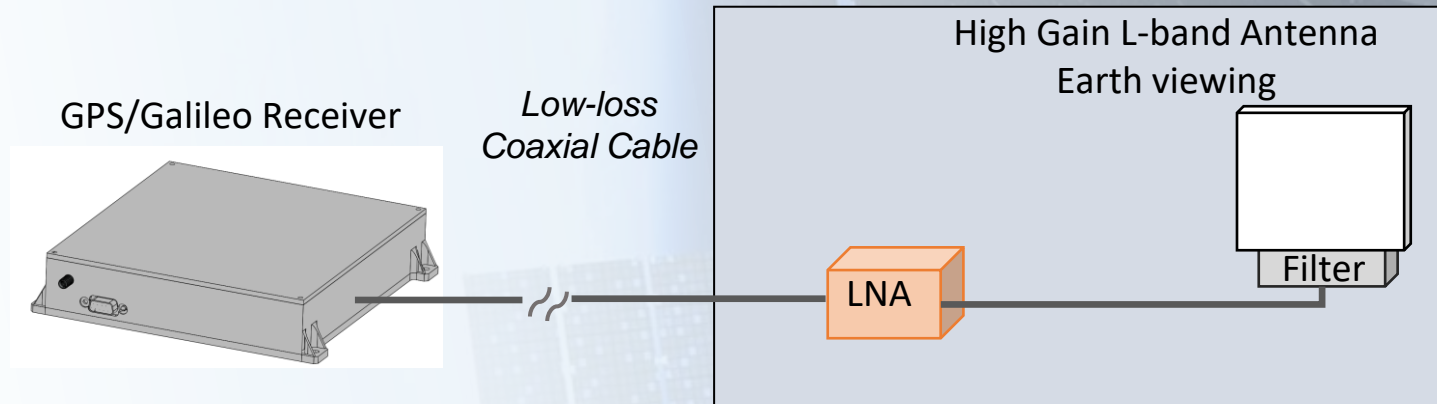 High Gain L-band Antenna
Earth viewing
GPS/Galileo Receiver
Low-loss
Coaxial Cable
LNA
Filter